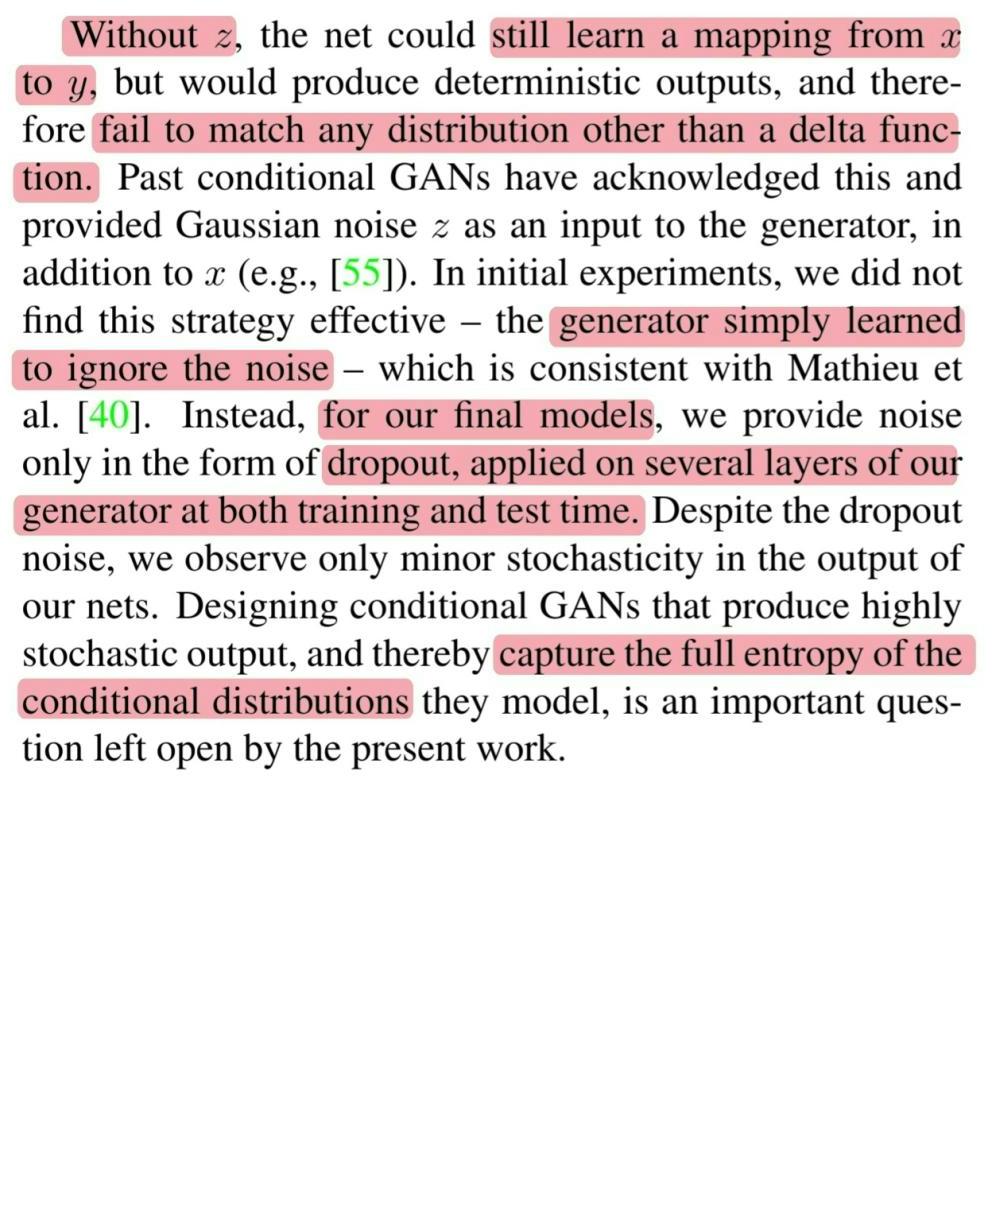 Without z, the net could still learn a mapping from x
to y, but would produce deterministic outputs, and there-
fore fail to match any distribution other than a delta func-
tion. Past conditional GANs have acknowledged this and
provided Gaussian noise z as an input to the generator, in
addition to x (e.g., [55]). In initial experiments, we did not
find this strategy effective – the generator simply learned
to ignore the noise – which is consistent with Mathieu et
al. [40]. Instead, for our final models, we provide noise
only in the form of dropout, applied on several layers of our
generator at both training and test time. Despite the dropout
noise, we observe only minor stochasticity in the output of
our nets. Designing conditional GANs that produce highly
stochastic output, and thereby capture the full entropy of the
conditional distributions they model, is an important ques-
tion left open by the present work.